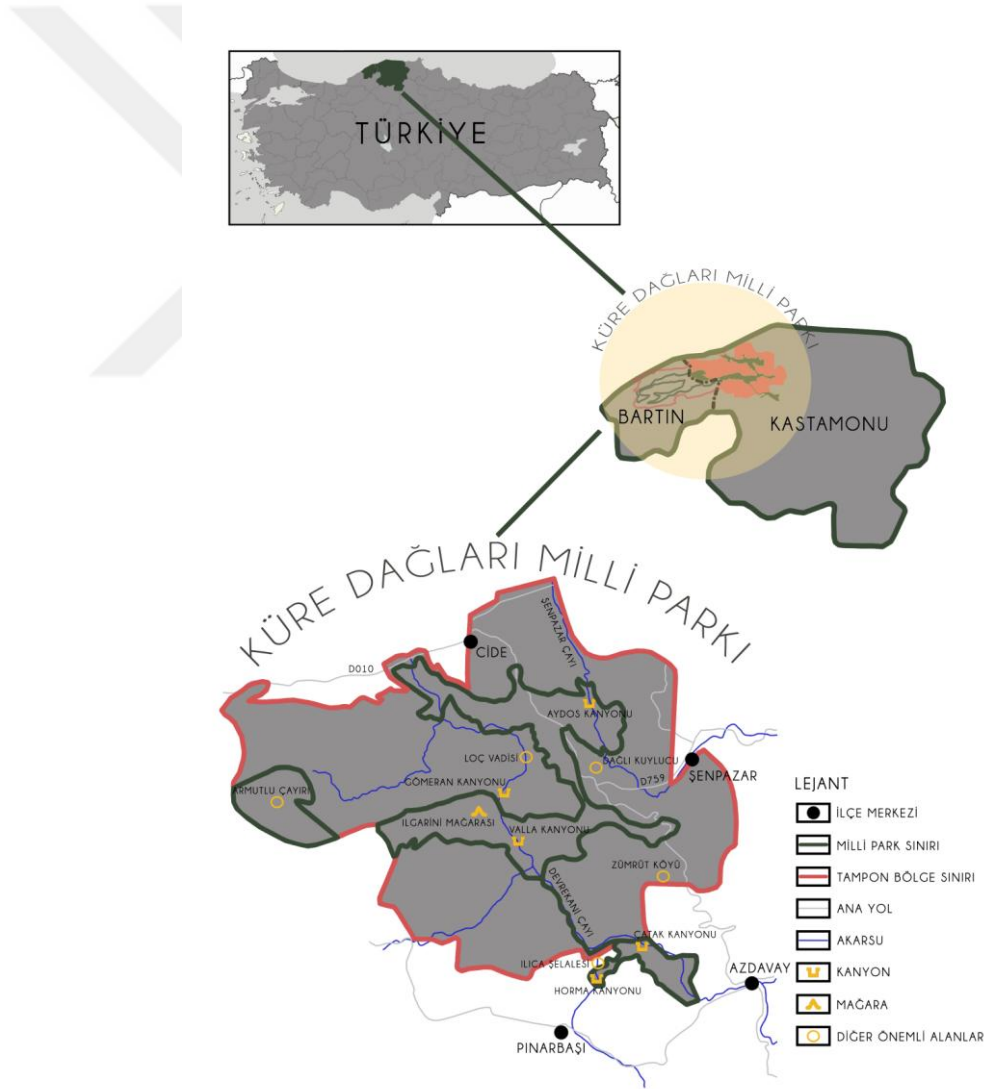 TÜRKİYE
KÜRE DAĞLARI MİLLİ PARKI
BARTIN
KASTAMONU
KÜRE DAĞLARI MİLLİ PARKI
ŞENPAZAR ÇAYI
CİDE
D010
AYDOS KANYONU
LOÇ VADİSİ
DAĞLI KUYLUCU
ŞENPAZAR
D759
GÖMERAN KANYONU
ARMUTLU ÇAYIRI
ILGARİNİ MAĞARASI
VALLA KANYONU
ZÜMRÜT KÖYÜ
DEVREKANİ ÇAYI
ÇATAK KANYONU
ILICA ŞELALESİ
AZDAVAY
HORMA KANYONU
PINARBAŞI
LEJANT
İLÇE MERKEZİ
MİLLİ PARK SINIRI
TAMPON BÖLGE SINIRI
ANA YOL
AKARSU
KANYON
MAĞARA
DİĞER ÖNEMLİ ALANLAR